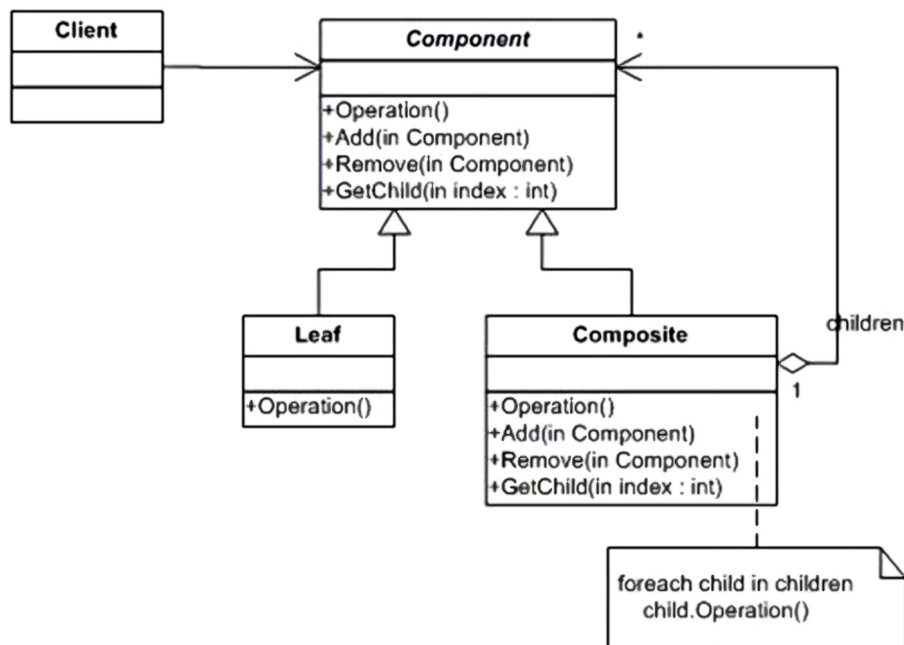 Client
Component
*
+Operation()
+Add(in Component)
+Remove(in Component)
+GetChild(in index : int)
Leaf
+Operation()
Composite
children
1
+Operation()
+Add(in Component)
+Remove(in Component)
+GetChild(in index : int)
foreach child in children
child.Operation()